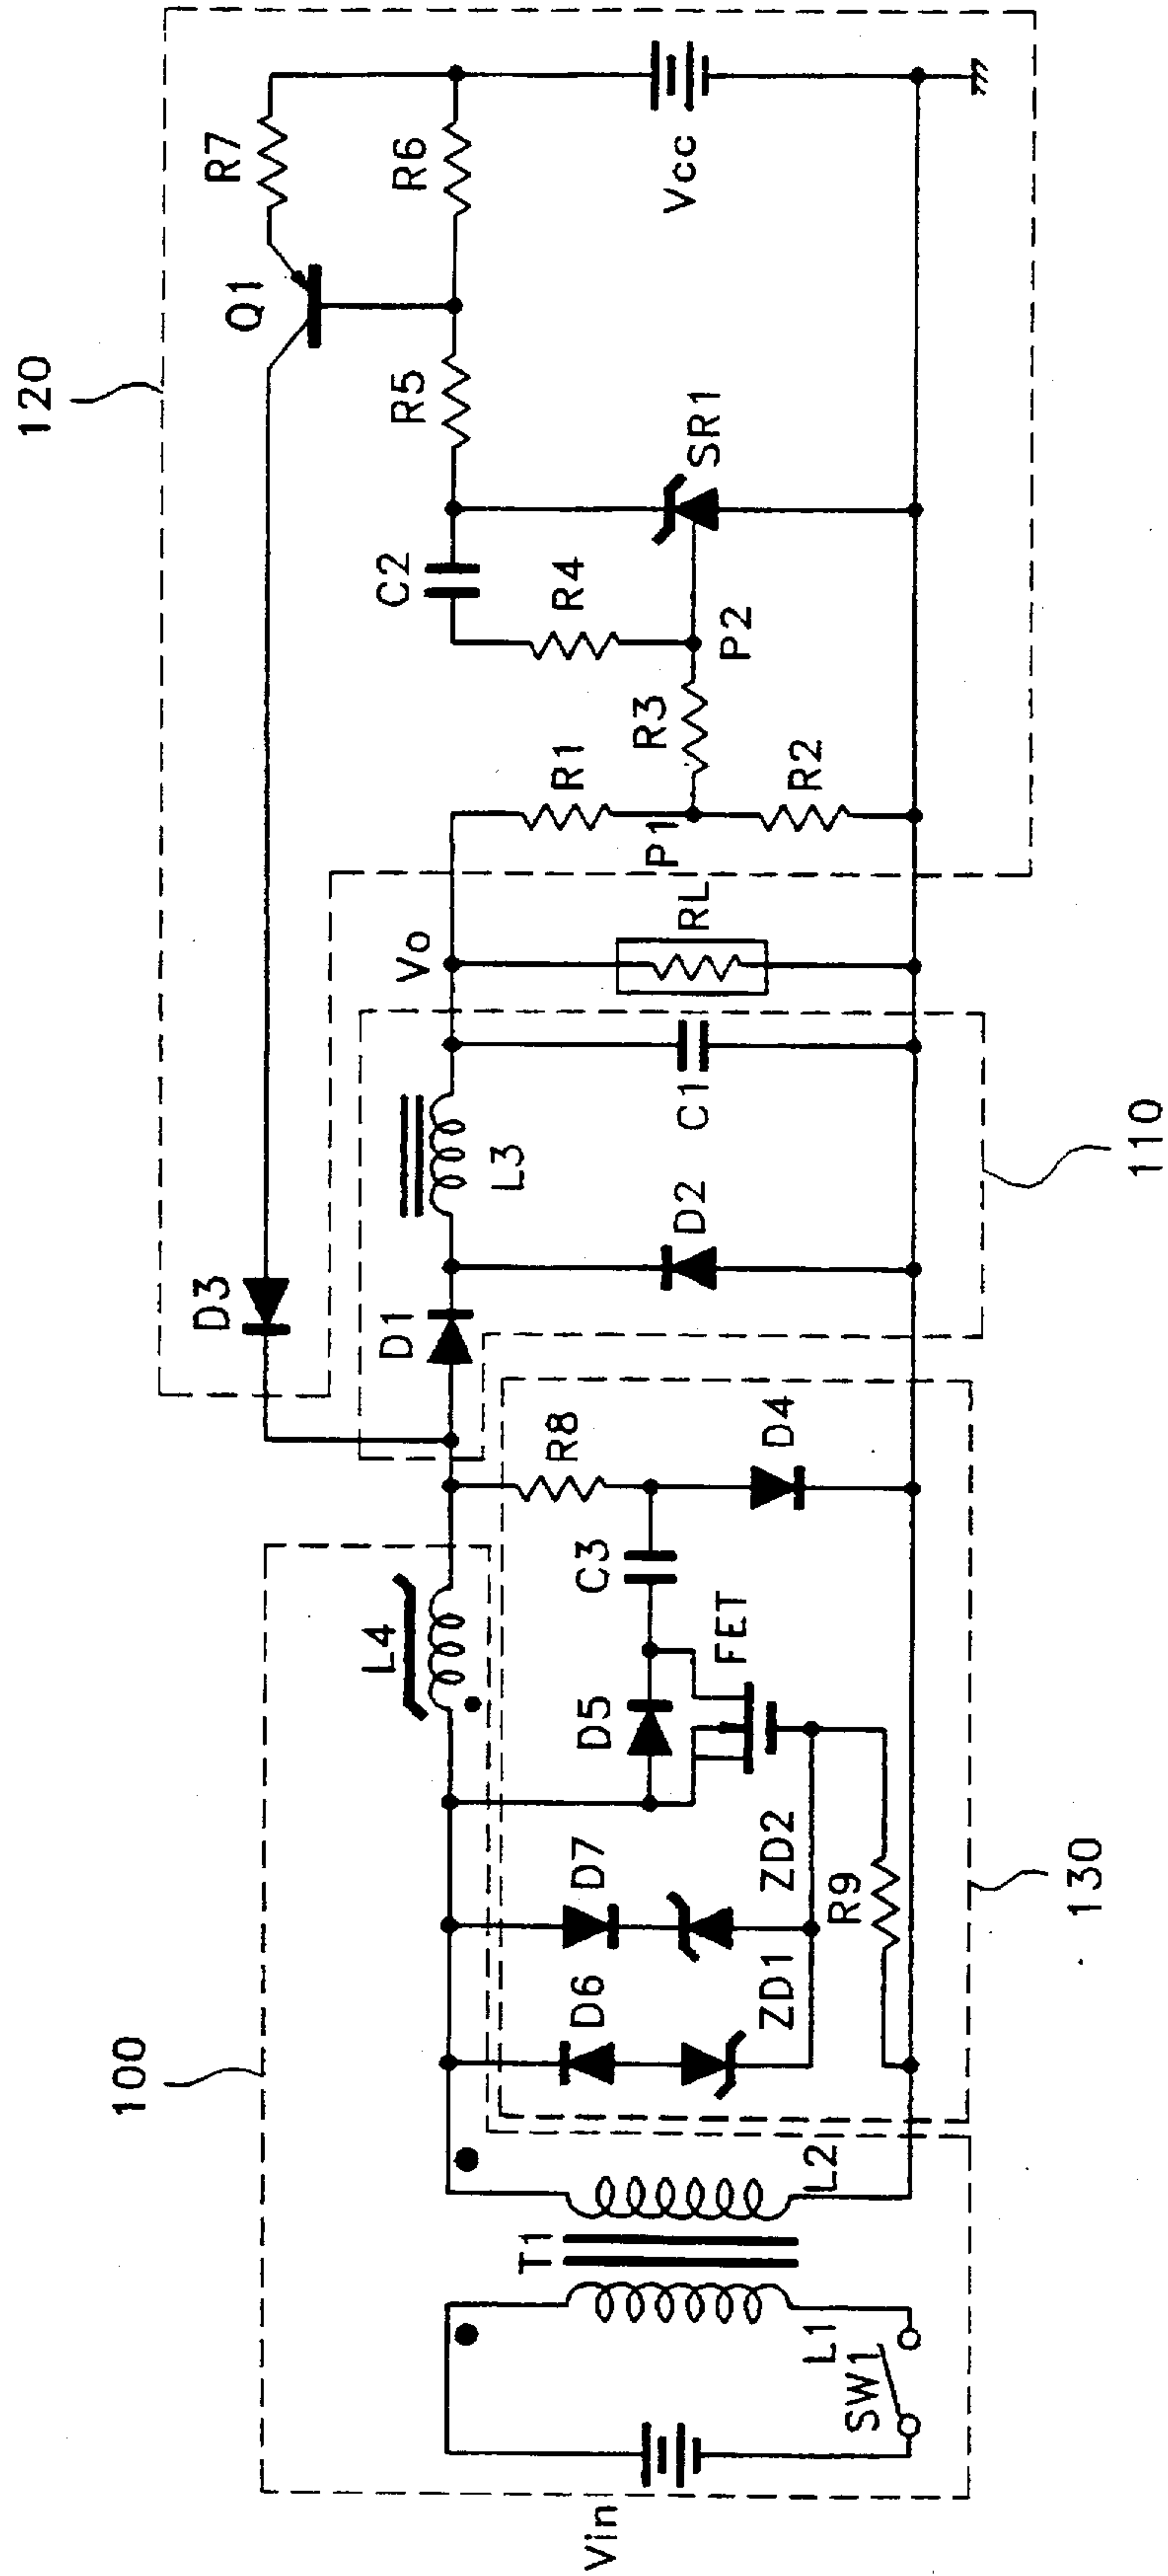 120
R7
Q1
R6
R5
Vcc
SR1
C2
R4
P2
R3
R1
P1
R2
Vo
RL
D3
L3
C1
D1
D2
110
L4
R8
D4
C3
D5
FET
D7
ZD2
D6
ZD1
R9
130
100
T1
L2
L1
SW1
Vin